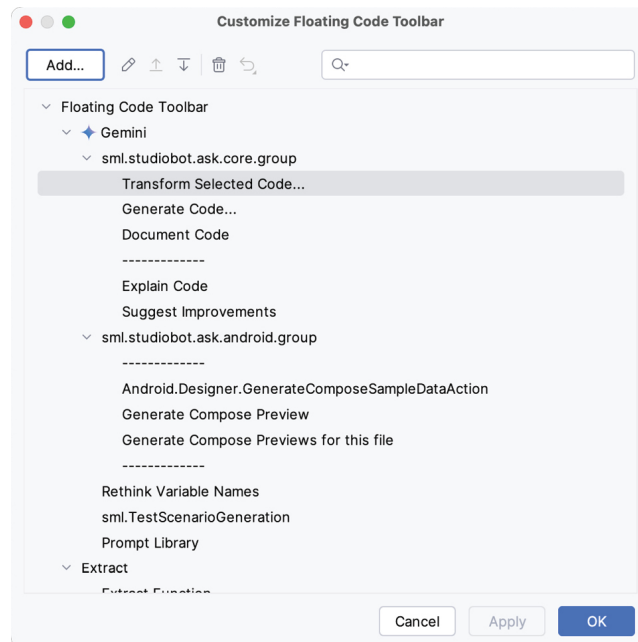 Customize Floating Code Toolbar
Add...
Floating Code Toolbar
Gemini
sml.studiobot.ask.core.group
Transform Selected Code...
Generate Code...
Document Code
-------------
Explain Code
Suggest Improvements
sml.studiobot.ask.android.group
-------------
Android.Designer.GenerateComposeSampleDataAction
Generate Compose Preview
Generate Compose Previews for this file
-------------
Rethink Variable Names
sml.TestScenarioGeneration
Prompt Library
Extract
Extract Function
Cancel Apply OK